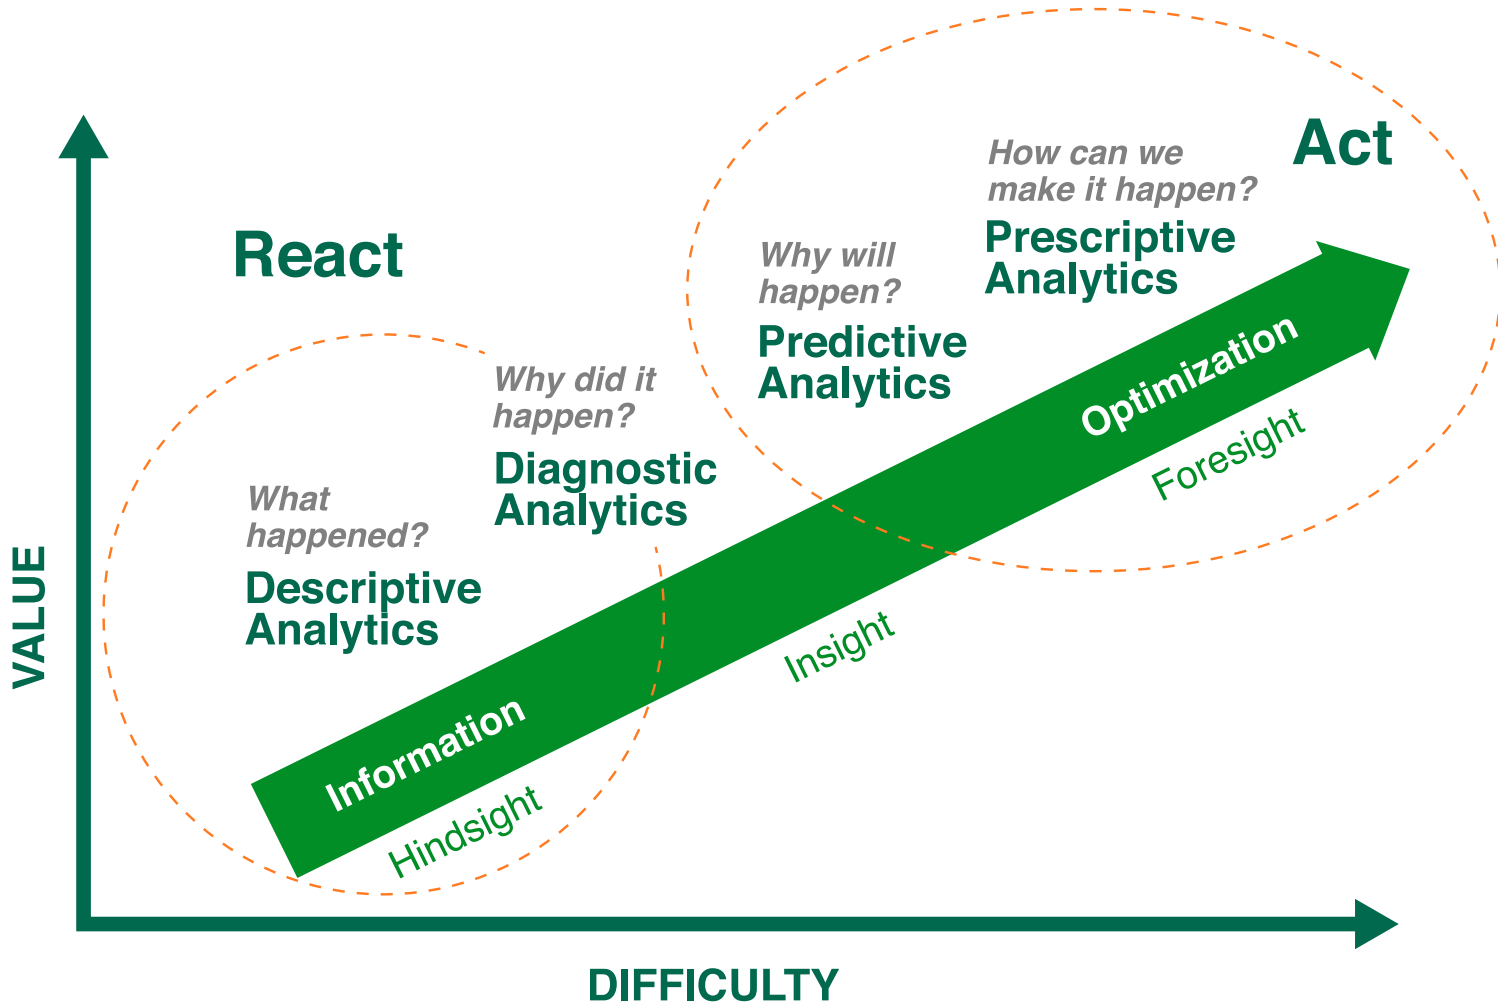 Act
How can we
make it happen?
Prescriptive
Analytics
React
Why will
happen?
Predictive
Analytics
Optimization
Foresight
Why did it
happen?
Diagnostic
Analytics
What
happened?
Descriptive
Analytics
Insight
Information
Hindsight
VALUE
DIFFICULTY